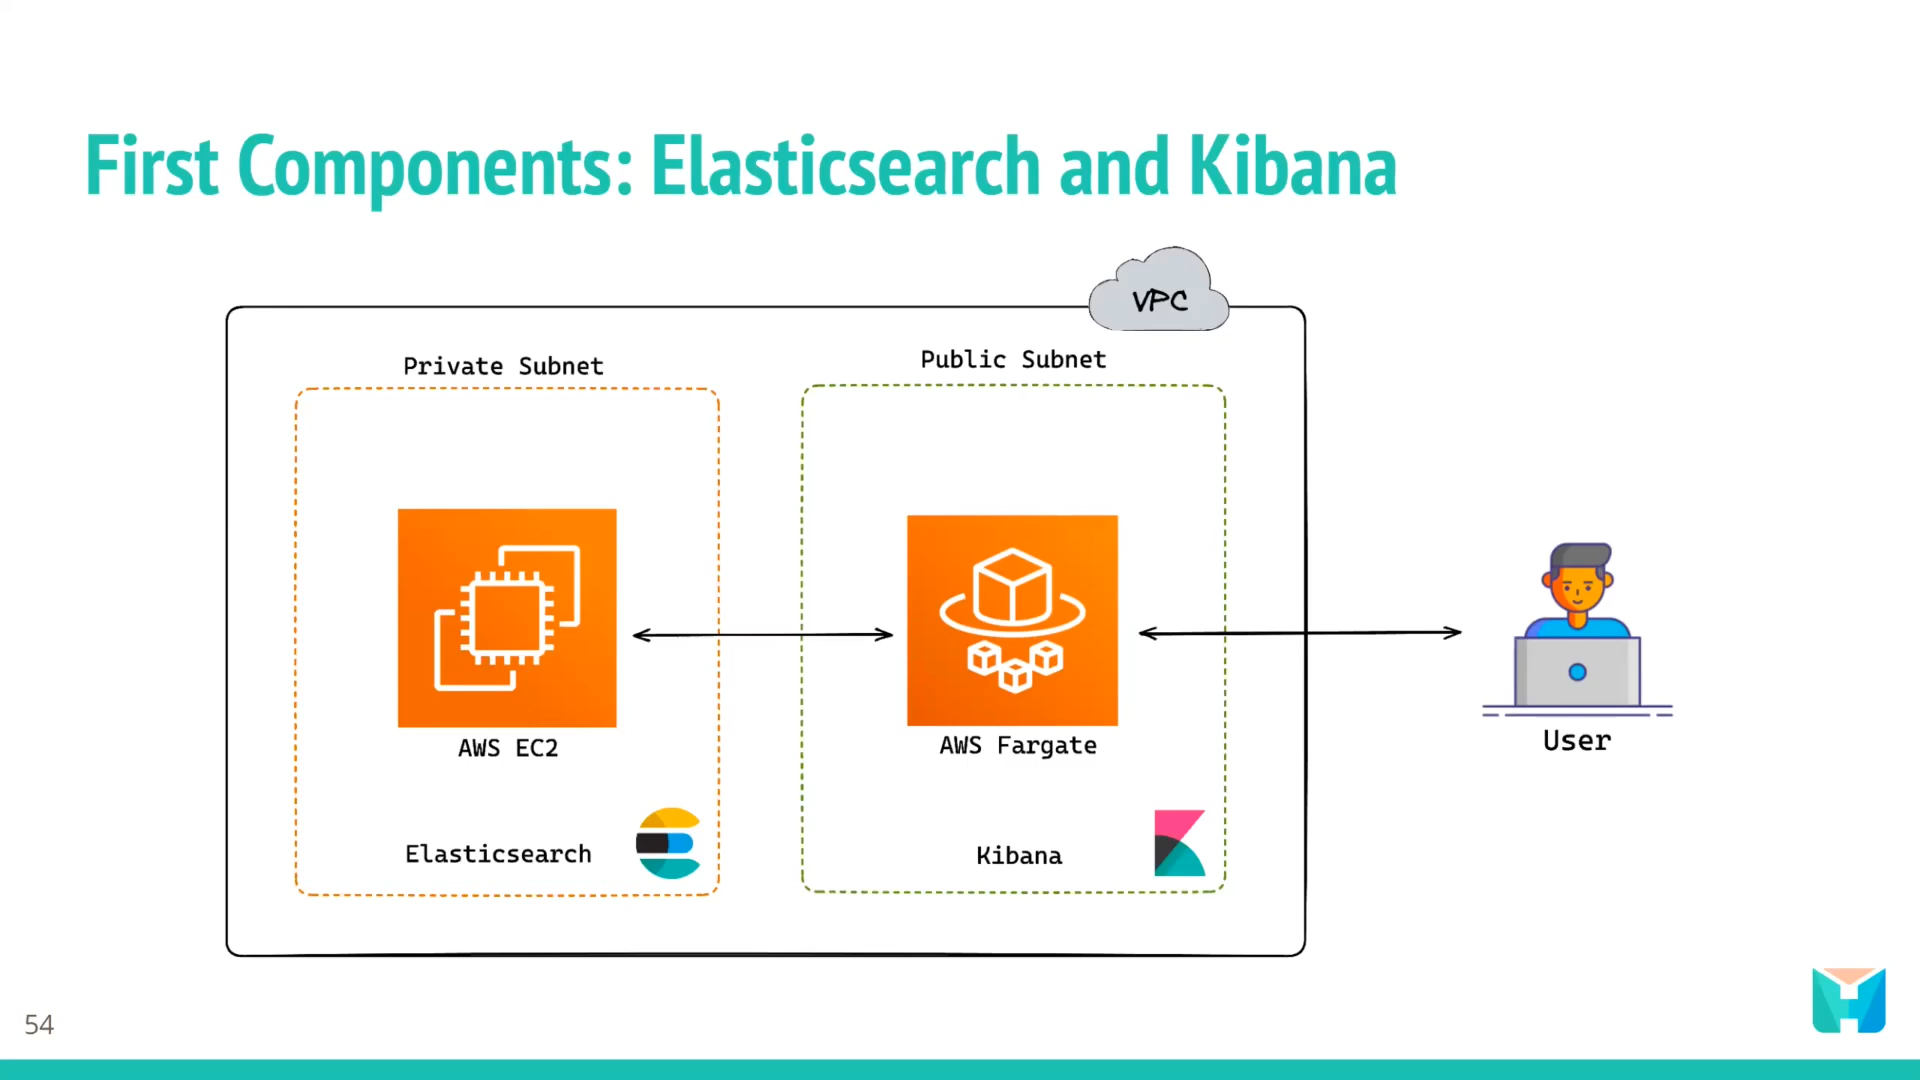 First Components: Elasticsearch and Kibana
VPC
Private Subnet
Public Subnet
AWS EC2
AWS Fargate
User
Elasticsearch
Kibana
54